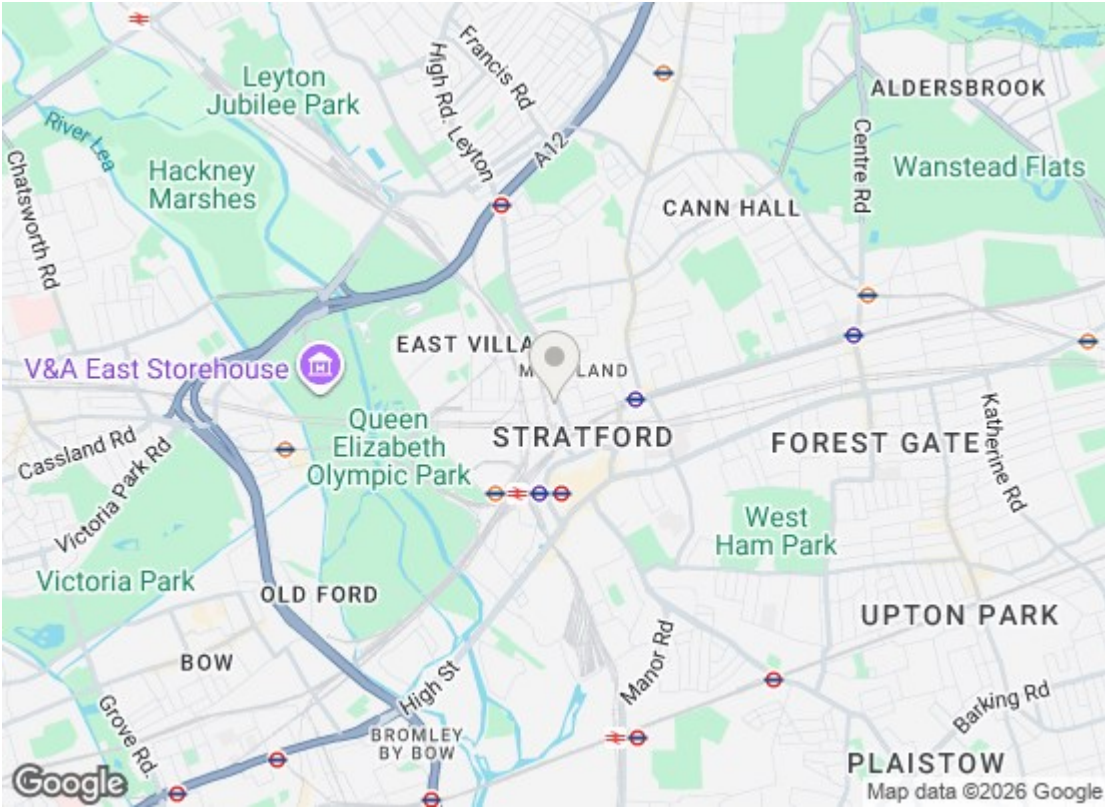 Leyton
Jubilee Park
High Rd. Leyton
Francis Rd
A12
ALDERSBROOK
River Lea
Hackney
Marshes
Chatsworth Rd
Centre Rd
Wanstead Flats
CANN HALL
EAST VILLA
M
LAND
V&A East Storehouse
Queen
Elizabeth
Olympic Park
STRATFORD
FOREST GATE
Katherine Rd
Cassland Rd
Victoria Park Rd
West
Ham Park
Victoria Park
OLD FORD
UPTON PARK
BOW
High St
Manor Rd
Grove Rd.
BROMLEY
BY BOW
Barking Rd
PLAISTOW
Google
Map data ©2026 Google